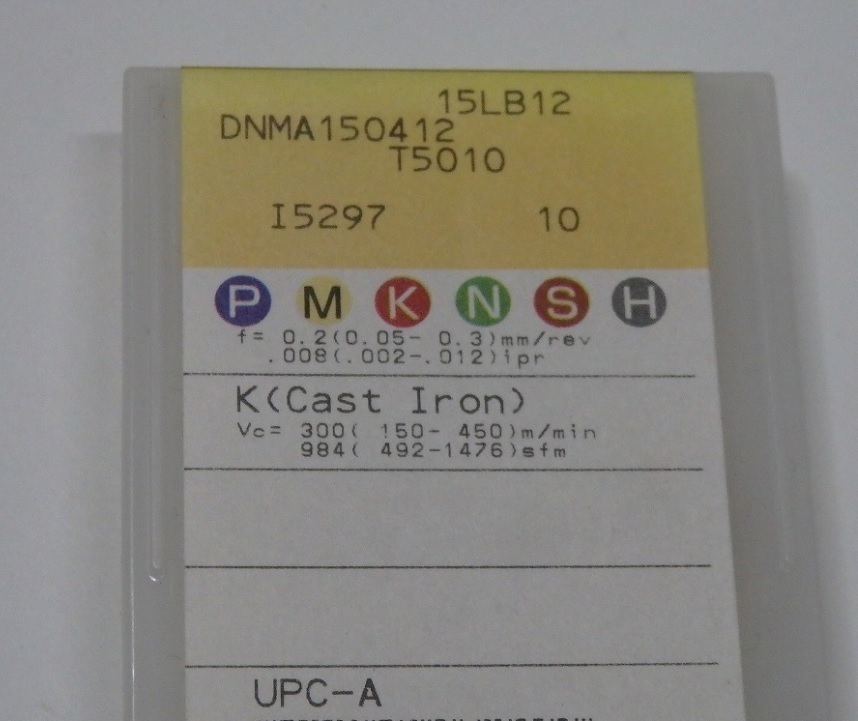 15LB12
DNMA150412
T5010
I5297 10
P M K N S H
f= 0.2(0.05- 0.3)mm/rev
.008(.002-.012)ipr
K(Cast Iron)
Vc= 300( 150- 450)m/min
984( 492-1476)sfm
UPC-A